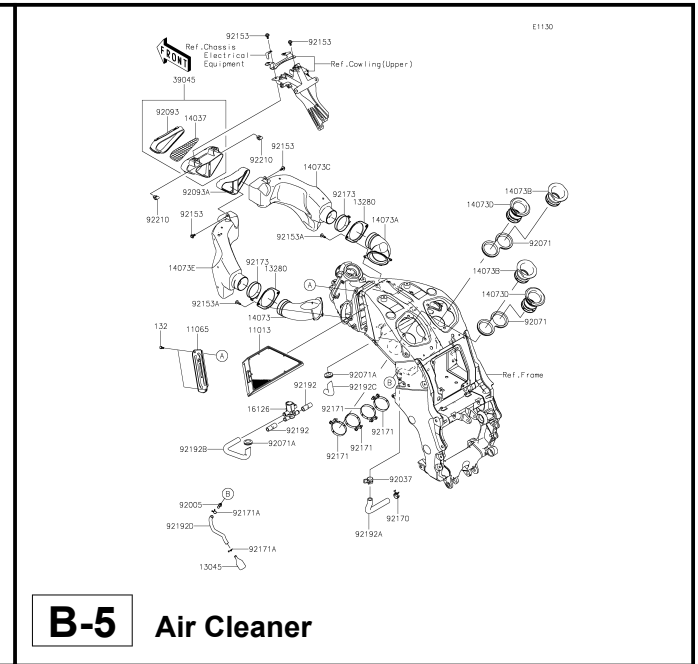 E1130
92153
92153
FRONT
Ref.Chassis
Electrical
Equipment
Ref.Cowling(Upper)
39045
92093
14037
92153
14073C
92210
92173
13280
14073A
14073B
14073D
92093A
92210
92153
92153A
92071
14073E
92173
13280
A
14073B
14073D
92153A
14073
92071
132
11065
11013
A
92071A
Ref.Frame
92192
92192C
B
16126
92171
92192
92171
92192B
92071A
92171
92171
B
92037
92005
92171A
92170
92192D
92192A
92171A
13045
B-5 Air Cleaner